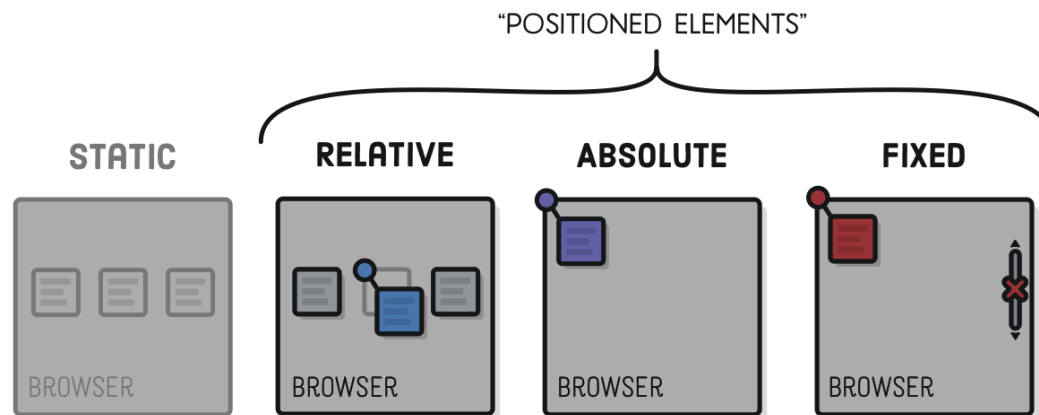 “POSITIONED ELEMENTS”
STATIC
RELATIVE
ABSOLUTE
FIXED
BROWSER
BROWSER
BROWSER
BROWSER